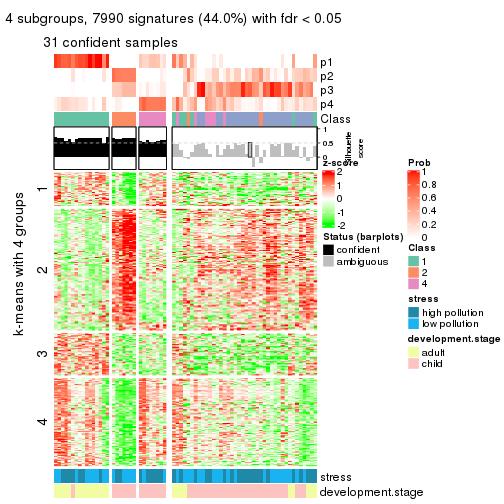 4 subgroups, 7990 signatures (44.0%) with fdr < 0.05
31 confident samples
p1
p2
p3
p4
Class
1
0.5
0
Silhouette
score
k-means with 4 groups
1
2
3
4
stress
development.stage
z-score
2
1
0
-1
-2
Status (barplots)
confident
ambiguous
Prob
1
0.8
0.6
0.4
0.2
0
Class
1
2
4
stress
high pollution
low pollution
development.stage
adult
child